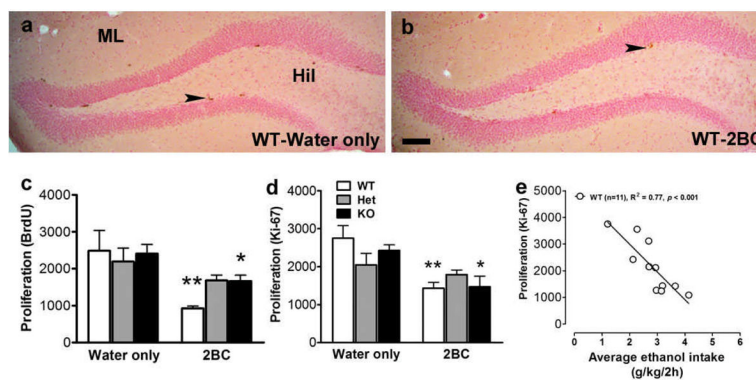 a
ML
Hil
WT-Water only
b
WT-2BC
c
Proliferation (BrdU)
4000
3000
2000
1000
0
**
*
Water only
2BC
d
WT
Het
KO
Proliferation (Ki-67)
4000
3000
2000
1000
0
**
*
Water only
2BC
e
WT (n=11), R² = 0.77, p < 0.001
Proliferation (Ki-67)
5000
4000
3000
2000
1000
0
0 1 2 3 4 5 6
Average ethanol intake
(g/kg/2h)